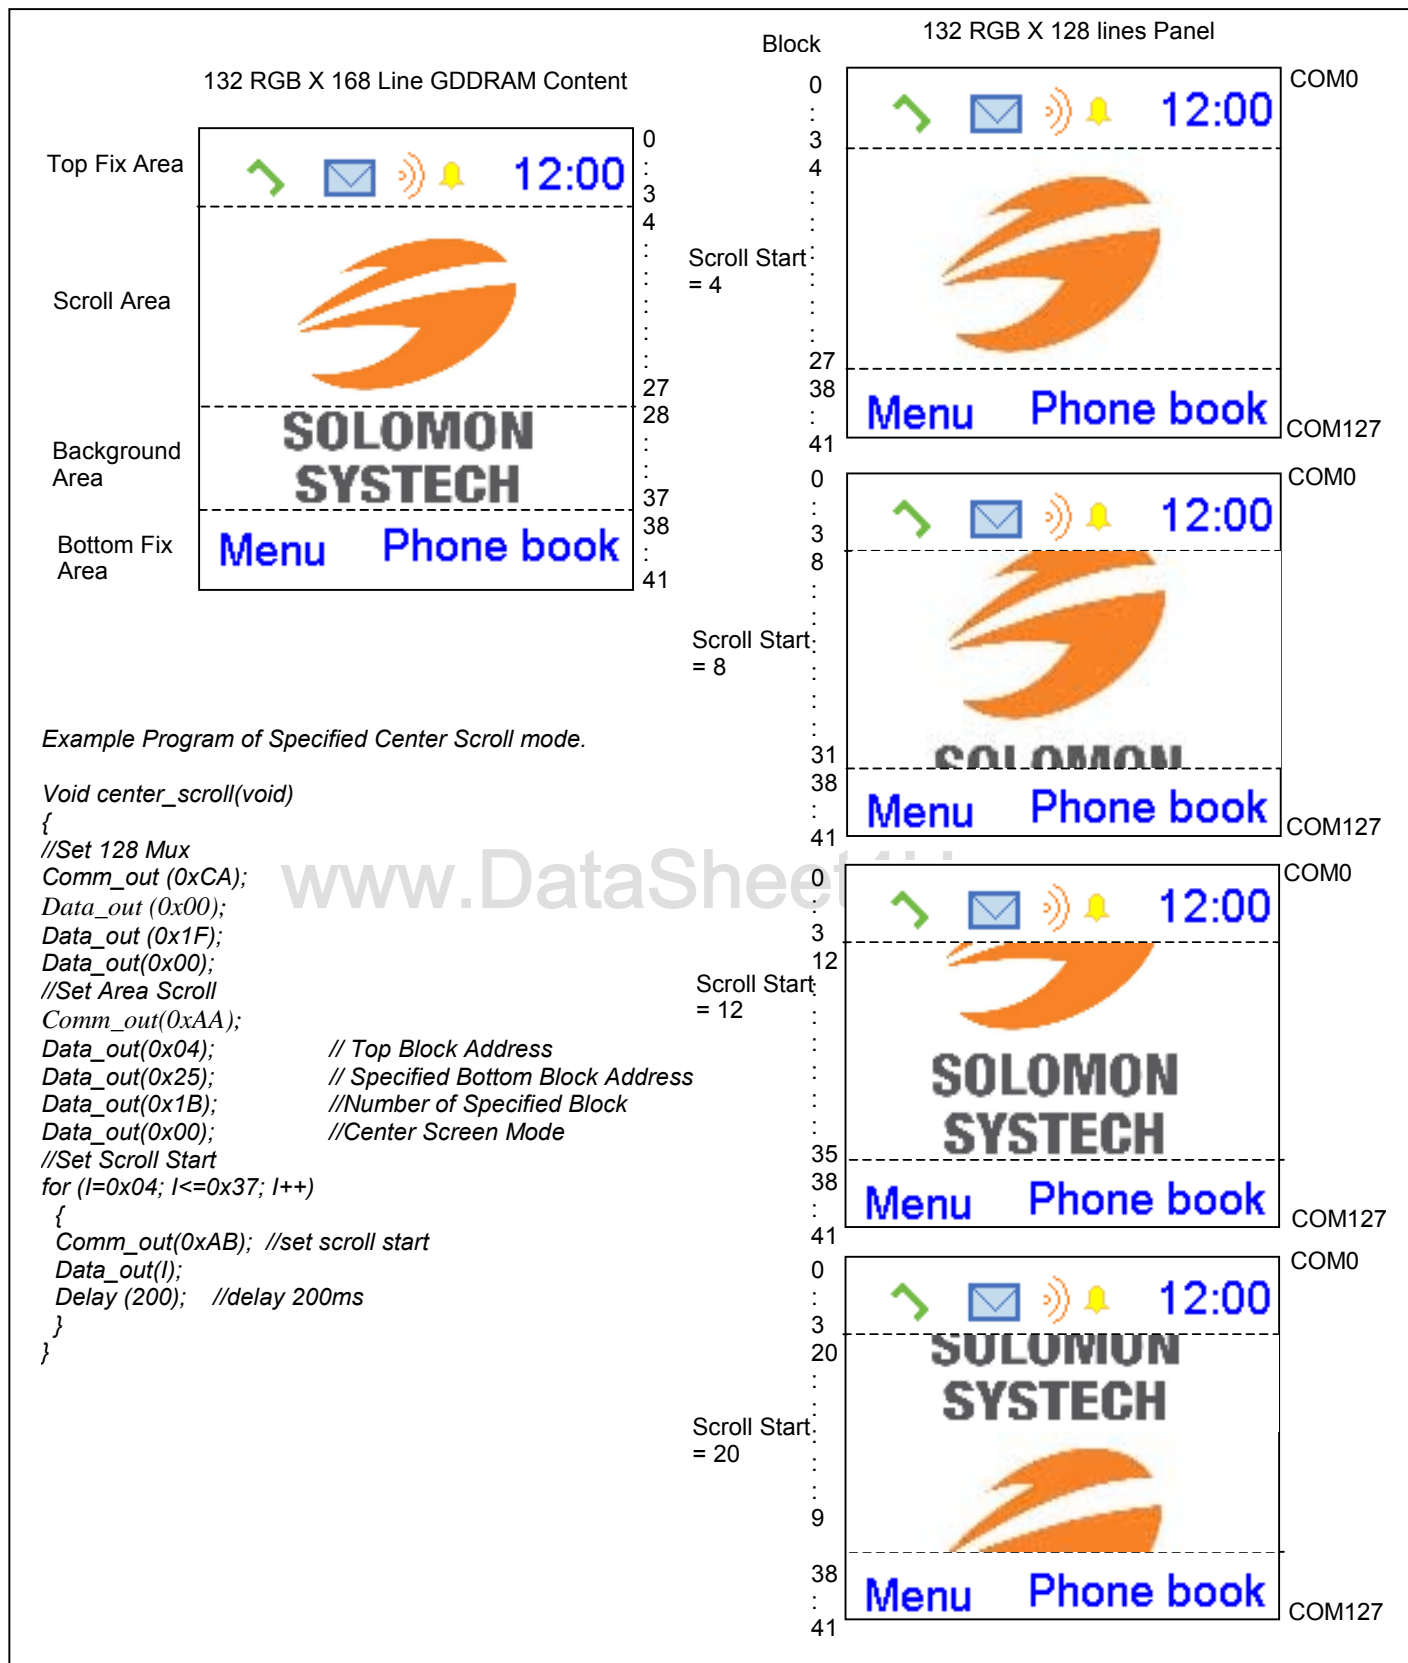 132 RGB X 168 Line GDDRAM Content
Top Fix Area
Scroll Area
Background
Area
Bottom Fix
Area
12:00
SOLOMON
SYSTECH
Menu Phone book
0
:
3
4
:
:
:
:
:
27
28
:
:
37
38
:
41
Example Program of Specified Center Scroll mode.
Void center_scroll(void)
{
//Set 128 Mux
Comm_out (0xCA);
Data_out (0x00);
Data_out (0x1F);
Data_out(0x00);
//Set Area Scroll
Comm_out(0xAA);
Data_out(0x04); // Top Block Address
Data_out(0x25); // Specified Bottom Block Address
Data_out(0x1B); //Number of Specified Block
Data_out(0x00); //Center Screen Mode
//Set Scroll Start
for (I=0x04; I<=0x37; I++)
{
Comm_out(0xAB); //set scroll start
Data_out(I);
Delay (200); //delay 200ms
}
}
www.DataSheet
Block
132 RGB X 128 lines Panel
0
:
3
4
:
:
:
:
:
:
27
38
:
41
Scroll Start
= 4
12:00
Menu Phone book
COM0
COM127
0
:
3
8
:
:
:
:
:
:
31
38
:
41
Scroll Start
= 8
12:00
SOLOMON
Menu Phone book
COM0
COM127
0
:
3
12
:
:
:
:
:
:
35
38
:
41
Scroll Start
= 12
12:00
SOLOMON
SYSTECH
Menu Phone book
COM0
COM127
0
:
3
20
:
:
:
:
:
9
38
:
41
Scroll Start
= 20
12:00
SOLOMON
SYSTECH
Menu Phone book
COM0
COM127